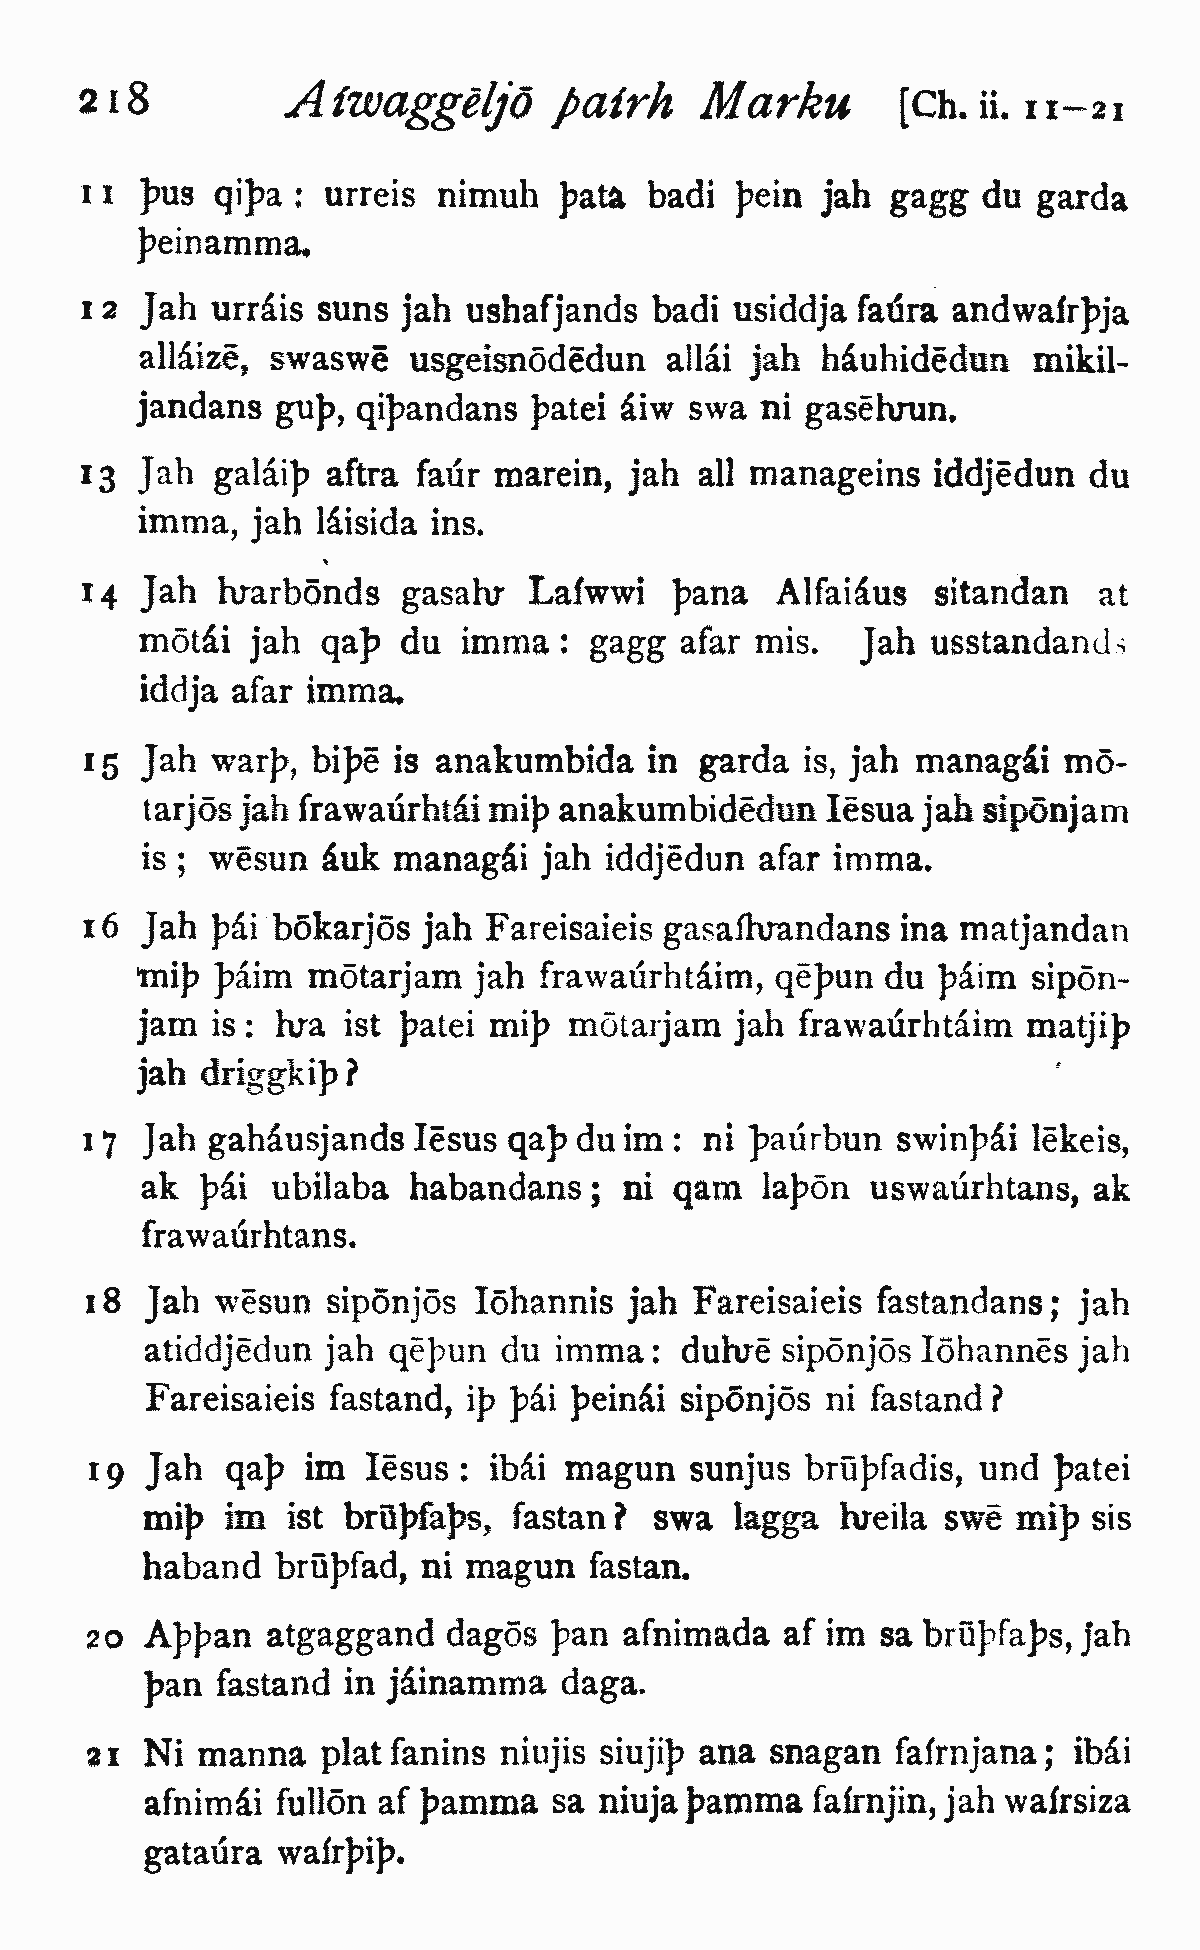 218 Aíwaggēljō þaírh Marku [Ch. ii. 11–21
11 þus qiþa : urreis nimuh þata badi þein jah gagg du garda
þeinamma.
12 Jah urráis suns jah ushafjands badi usiddja faúra andwaírþja
alláizē, swaswē usgeisnōdēdun allái jah háuhidēdun mikil-
jandans guþ, qiþandans þatei áiw swa ni gasēƕun.
13 Jah galáiþ aftra faúr marein, jah all manageins iddjēdun du
imma, jah láisida ins.
14 Jah ƕarbōnds gasaƕ Laíwwi þana Alfaiáus sitandan at
mōtái jah qaþ du imma : gagg afar mis. Jah usstandands
iddja afar imma.
15 Jah warþ, biþē is anakumbida in garda is, jah managái mō-
tarjōs jah frawaúrhtái miþ anakumbidēdun Iēsua jah sipōnjam
is ; wēsun áuk managái jah iddjēdun afar imma.
16 Jah þái bōkarjōs jah Fareisaieis gasaíƕandans ina matjandan
miþ þáim mōtarjam jah frawaúrhtáim, qēþun du þáim sipōn-
jam is : ƕa ist þatei miþ mōtarjam jah frawaúrhtáim matjiþ
jah driggkiþ ?
17 Jah gaháusjands Iēsus qaþ du im : ni þaúrbun swinþái lēkeis,
ak þái ubilaba habandans ; ni qam laþōn uswaúrhtans, ak
frawaúrhtans.
18 Jah wēsun sipōnjōs Iōhannis jah Fareisaieis fastandans ; jah
atiddjēdun jah qēþun du imma : duƕē sipōnjōs Iōhannēs jah
Fareisaieis fastand, iþ þái þeinái sipōnjōs ni fastand ?
19 Jah qaþ im Iēsus : ibái magun sunjus brūþfadis, und þatei
miþ im ist brūþfaþs, fastan ? swa lagga ƕeila swē miþ sis
haband brūþfad, ni magun fastan.
20 Aþþan atgaggand dagōs þan afnimada af im sa brūþfaþs, jah
þan fastand in jáinamma daga.
21 Ni manna plat fanins niujis siujiþ ana snagan faírnjana ; ibái
afnimái fullōn af þamma sa niuja þamma faírnjin, jah waírsiza
gataúra waírþiþ.